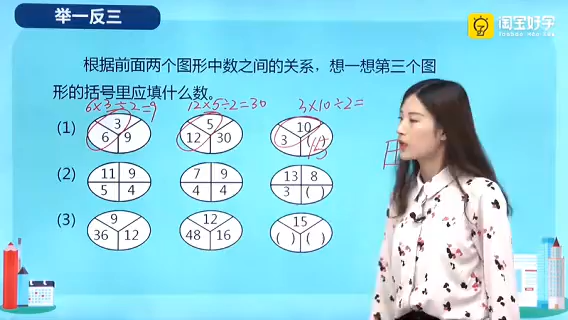 举一反三
淘宝好学
根据前面两个图形中数之间的关系，想一想第三个图
形的括号里应填什么数。
6×3÷2=9 12×5÷2=30 3×10÷2=
(1) 3 6 9 5 12 30 10 3 ( ) 15
(2) 11 9 5 4 7 9 4 4 13 8 3 ( )
(3) 9 36 12 12 48 16 15 ( ) ( )